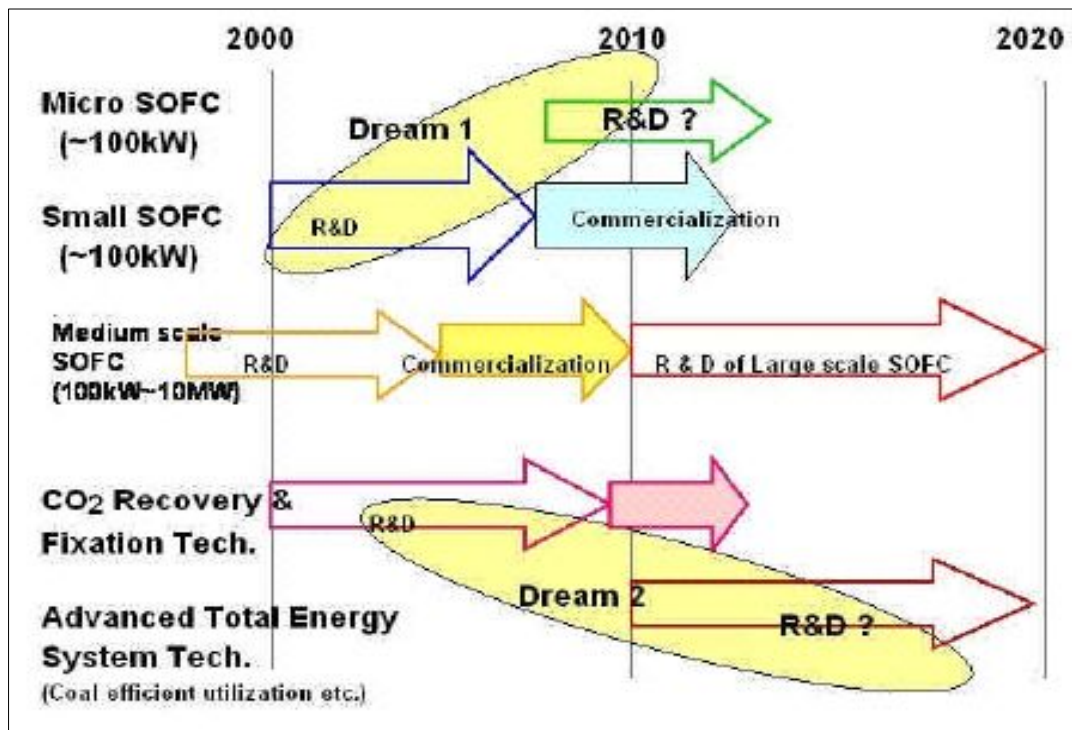 2000 2010 2020
Micro SOFC
(~100kW)
Dream 1
R&D ?
Small SOFC
(~100kW)
R&D
Commercialization
Medium scale
SOFC
(100kW~10MW)
R&D
Commercialization
R & D of Large scale SOFC
CO2 Recovery &
Fixation Tech.
R&D
Dream 2
R&D ?
Advanced Total Energy
System Tech.
(Coal efficient utilization etc.)